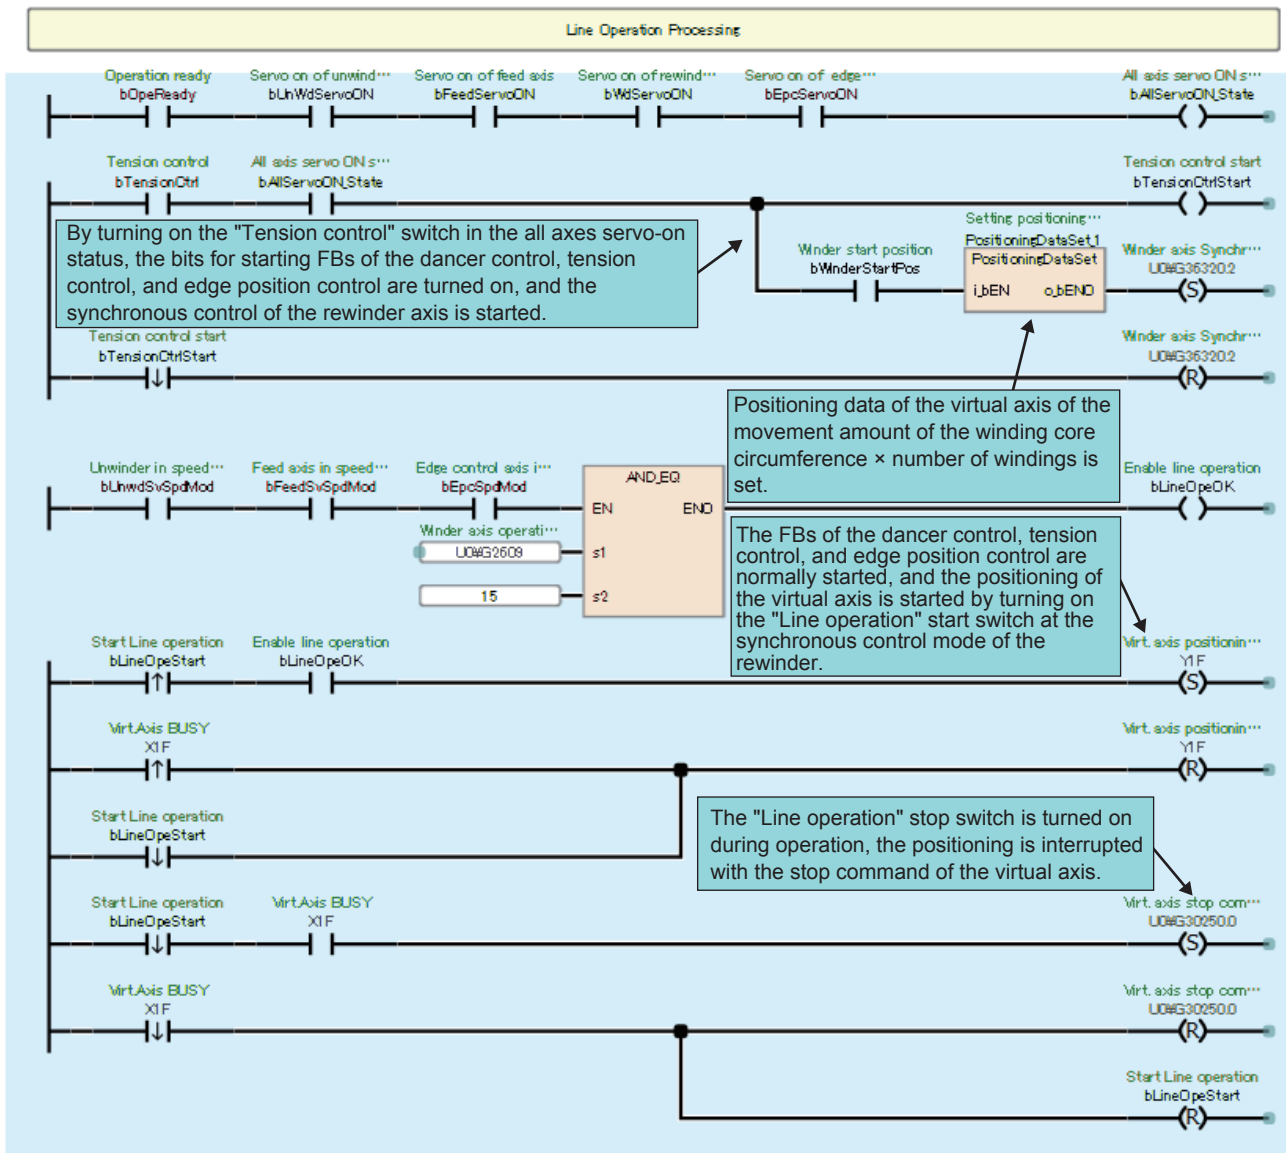 Line Operation Processing
Operation ready Servo on of unwind… Servo on of feed axis Servo on of rewind… Servo on of edge… All axis servo ON s…
bOpeReady bUnWdServoON bFeedServoON bWdServoON bEpcServoON bAllServoON_State
Tension control All axis servo ON s… Tension control start
bTensionCtrl bAllServoON_State bTensionCtrlStart
By turning on the "Tension control" switch in the all axes servo-on
status, the bits for starting FBs of the dancer control, tension
control, and edge position control are turned on, and the
synchronous control of the rewinder axis is started.
Setting positioning…
PositioningDataSet_1
Winder start position PositioningDataSet Winder axis Synchr…
bWinderStartPos U0¥G36320.2
i_bEN o_bENO (S)
Tension control start Winder axis Synchr…
bTensionCtrlStart U0¥G36320.2
↓ (R)
Positioning data of the virtual axis of the
movement amount of the winding core
circumference × number of windings is
set.
Unwinder in speed… Feed axis in speed… Edge control axis i… AND_EQ Enable line operation
bUnwdSvSpdMod bFeedSvSpdMod bEpcSpdMod bLineOpeOK
EN ENO
Winder axis operati…
U0¥G2609 s1
15 s2
The FBs of the dancer control, tension
control, and edge position control are
normally started, and the positioning of
the virtual axis is started by turning on
the "Line operation" start switch at the
synchronous control mode of the
rewinder.
Start Line operation Enable line operation Virt. axis positionin…
bLineOpeStart bLineOpeOK Y1F
↑ (S)
Virt.Axis BUSY Virt. axis positionin…
X1F Y1F
↑ (R)
Start Line operation
bLineOpeStart
↓
The "Line operation" stop switch is turned on
during operation, the positioning is interrupted
with the stop command of the virtual axis.
Start Line operation Virt.Axis BUSY Virt. axis stop com…
bLineOpeStart X1F U0¥G30250.0
↓ (S)
Virt.Axis BUSY Virt. axis stop com…
X1F U0¥G30250.0
↓ (R)
Start Line operation
bLineOpeStart
(R)